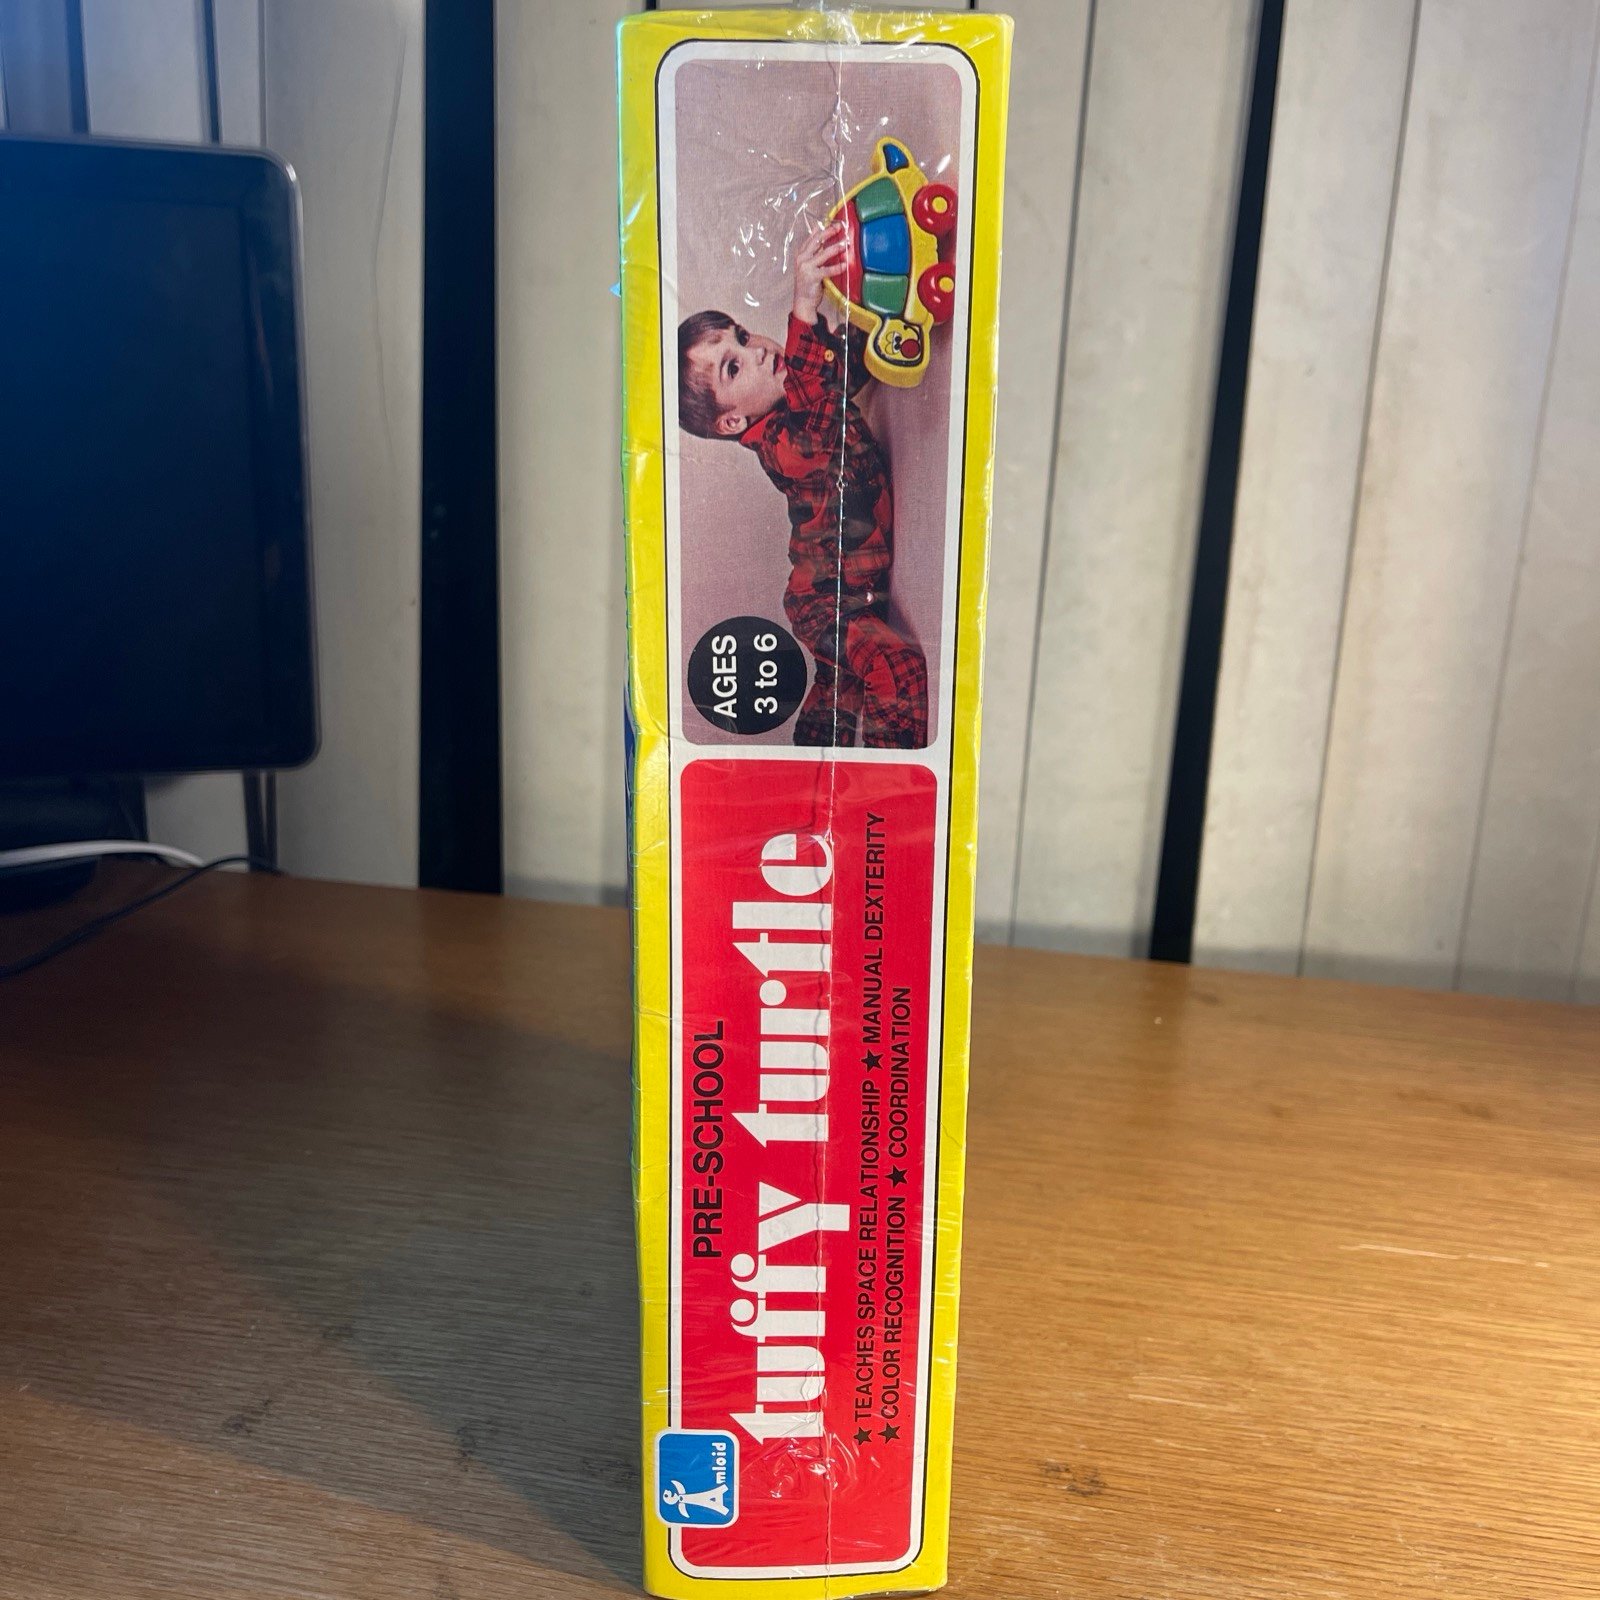 AGES
3 to 6
PRE-SCHOOL
tuffy turtle
★ TEACHES SPACE RELATIONSHIP ★ MANUAL DEXTERITY
★ COLOR RECOGNITION ★ COORDINATION
Amloid